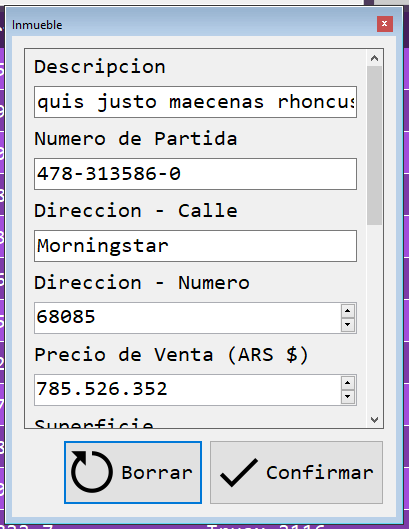 Inmueble
Descripcion
quis justo maecenas rhoncus
Numero de Partida
478-313586-0
Direccion - Calle
Morningstar
Direccion - Numero
68085
Precio de Venta (ARS $)
785.526.352
Superficie
Borrar
Confirmar